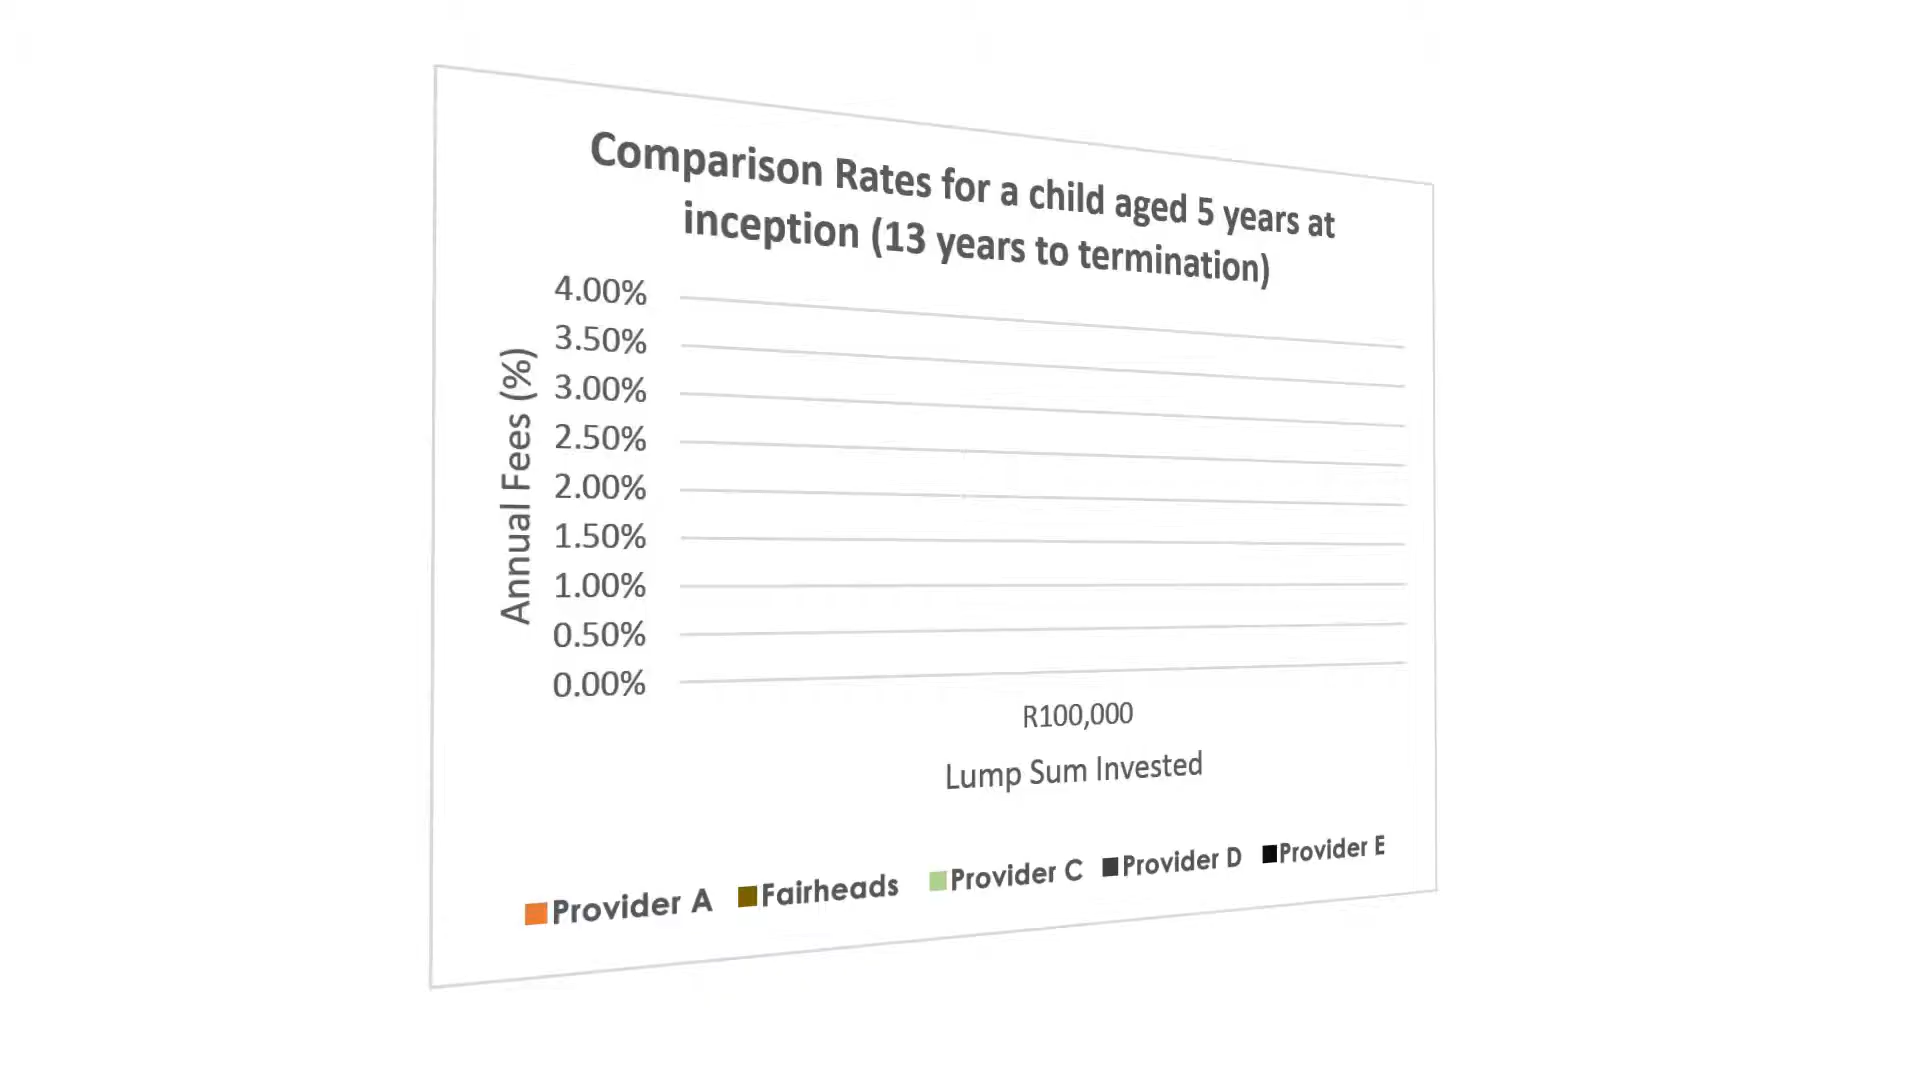 Comparison Rates for a child aged 5 years at
inception (13 years to termination)
4.00%
3.50%
3.00%
2.50%
2.00%
1.50%
1.00%
0.50%
0.00%
Annual Fees (%)
R100,000
Lump Sum Invested
Provider A Fairheads Provider C Provider D Provider E